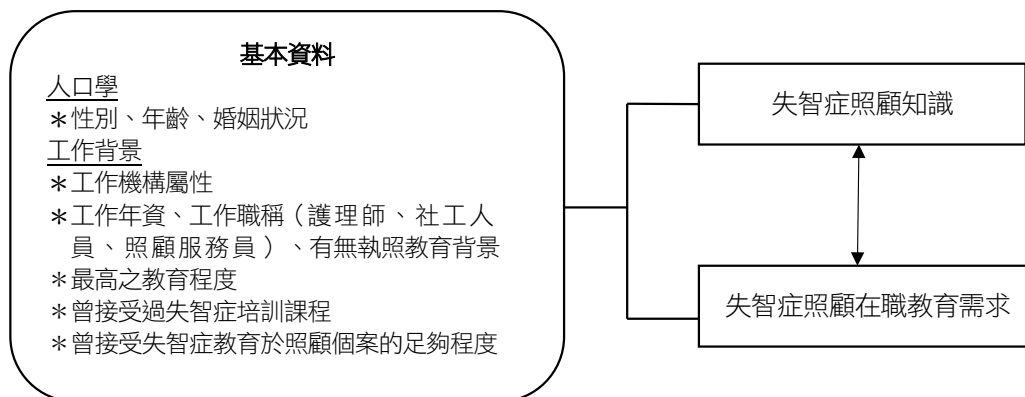 基本資料
人口學
＊性別、年齡、婚姻狀況
工作背景
＊工作機構屬性
＊工作年資、工作職稱（護理師、社工人
員、照顧服務員）、有無執照教育背景
＊最高之教育程度
＊曾接受過失智症培訓課程
＊曾接受失智症教育於照顧個案的足夠程度
失智症照顧知識
失智症照顧在職教育需求